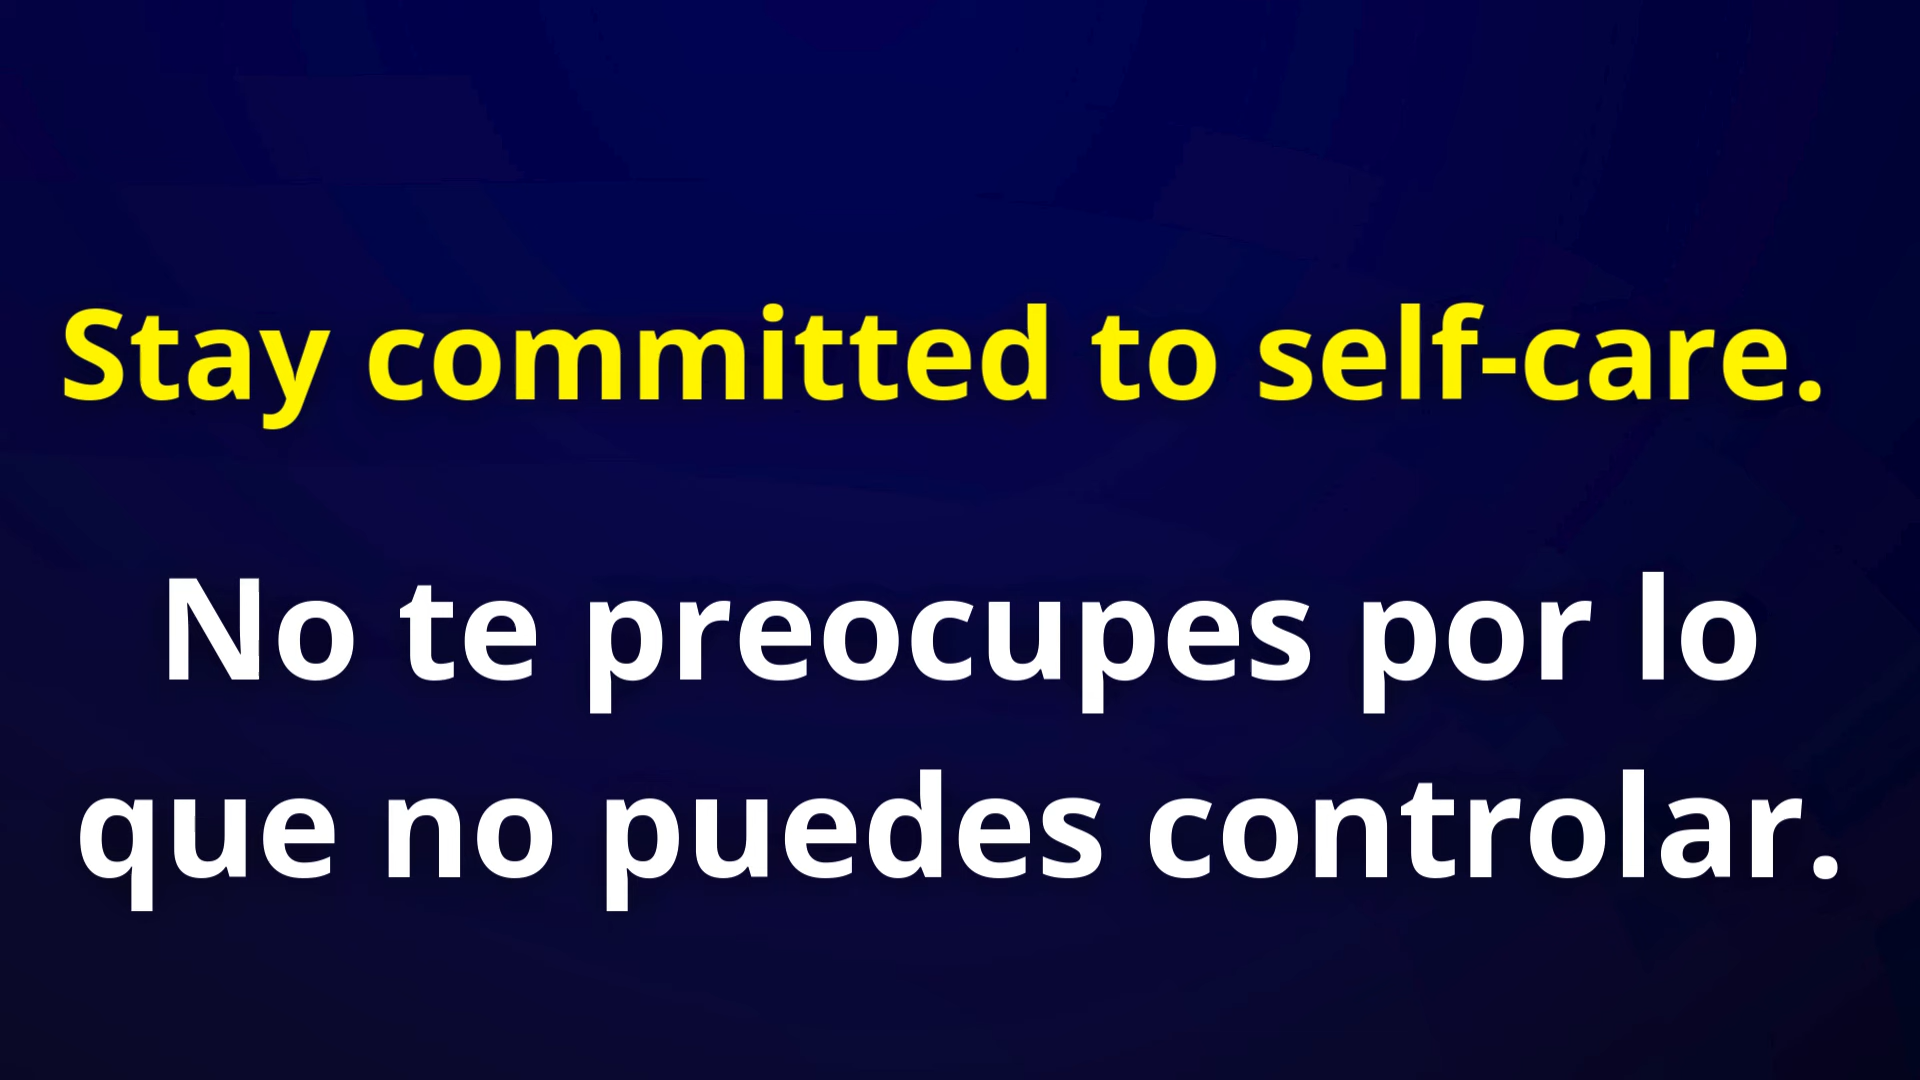 Stay committed to self-care.
No te preocupes por lo
que no puedes controlar.